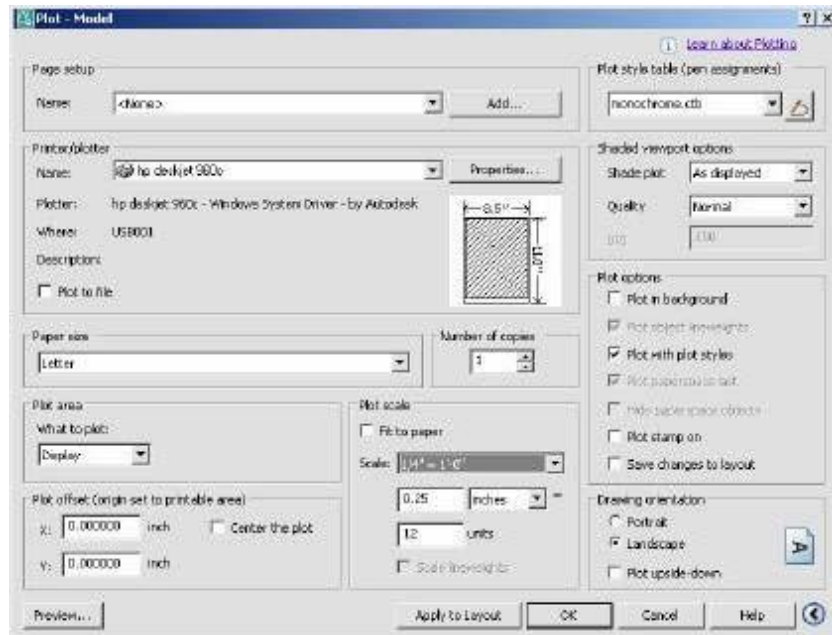 Plot - Model
Learn about Plotting
Page setup
Name: <None> Add...
Plot style table (pen assignments)
monochrome.ctb
Printer/plotter
Name: hp deskjet 960c Properties...
Plotter: hp deskjet 960c - Windows System Driver - by Autodesk
Where: USB001
Description:
Plot to file
8.5"
11.0"
Shaded viewport options
Shade plot: As displayed
Quality Normal
Paper size
Letter
Number of copies
1
Plot options
Plot in background
Plot object lineweights
Plot with plot styles
Plot paperspace last
Hide paperspace objects
Plot stamp on
Save changes to layout
Plot area
What to plot:
Display
Plot scale
Fit to paper
Scale: 1/4" = 1'-0"
0.25 inches =
12 units
Scale lineweights
Plot offset (origin set to printable area)
X: 0.000000 inch Center the plot
Y: 0.000000 inch
Drawing orientation
Portrait
Landscape
Plot upside-down
A
Preview... Apply to Layout OK Cancel Help